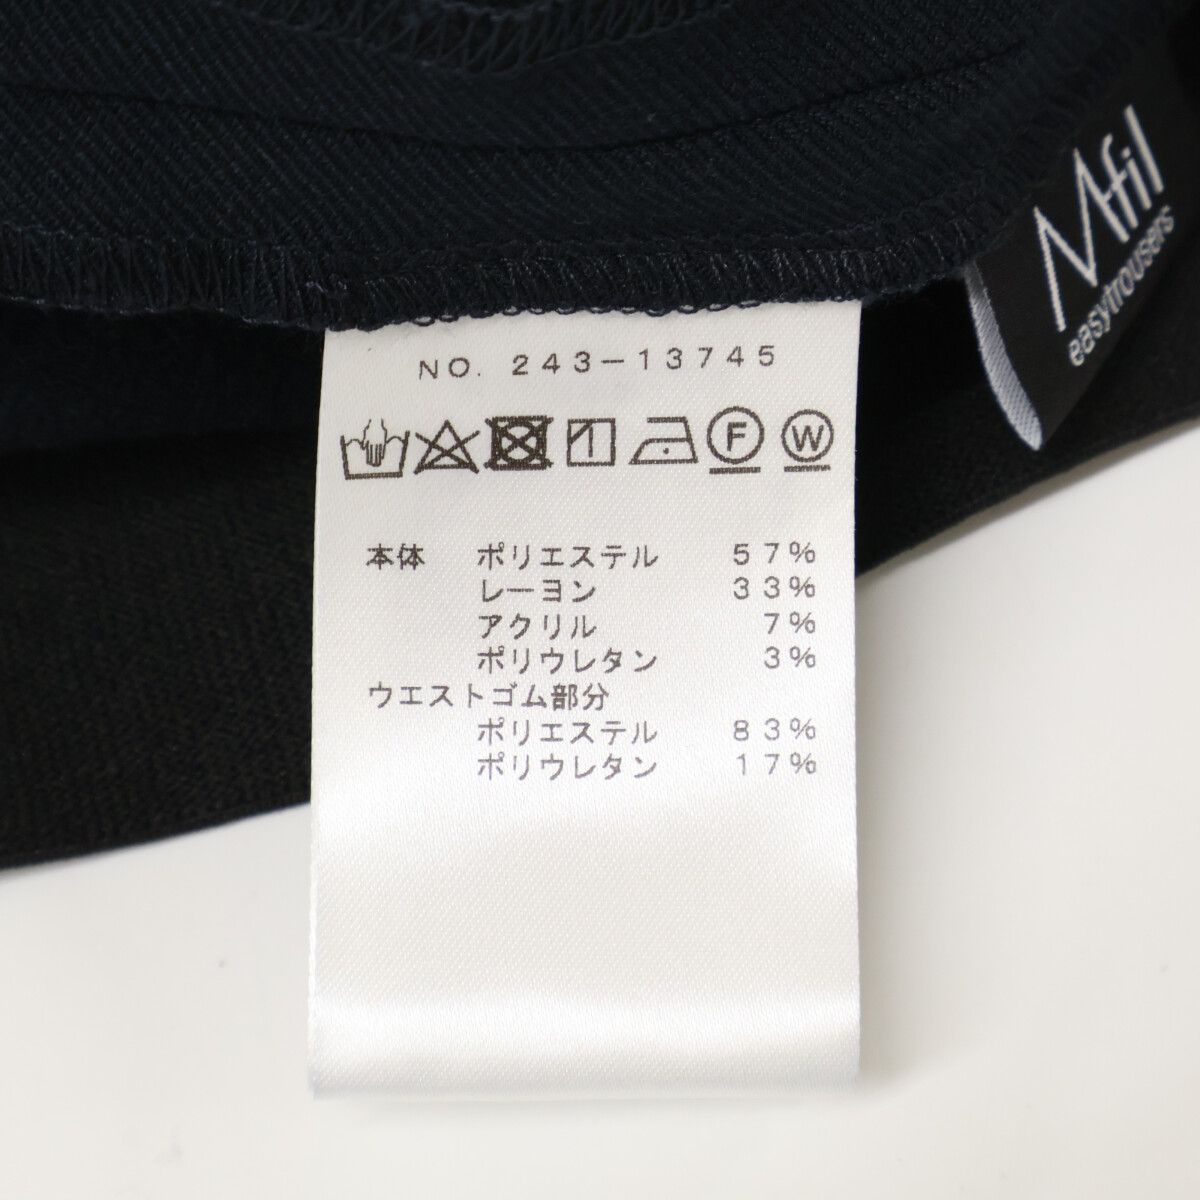 Mfil
easytrousers
NO. 243-13745
F W
本体 ポリエステル 57%
レーヨン 33%
アクリル 7%
ポリウレタン 3%
ウエストゴム部分
ポリエステル 83%
ポリウレタン 17%